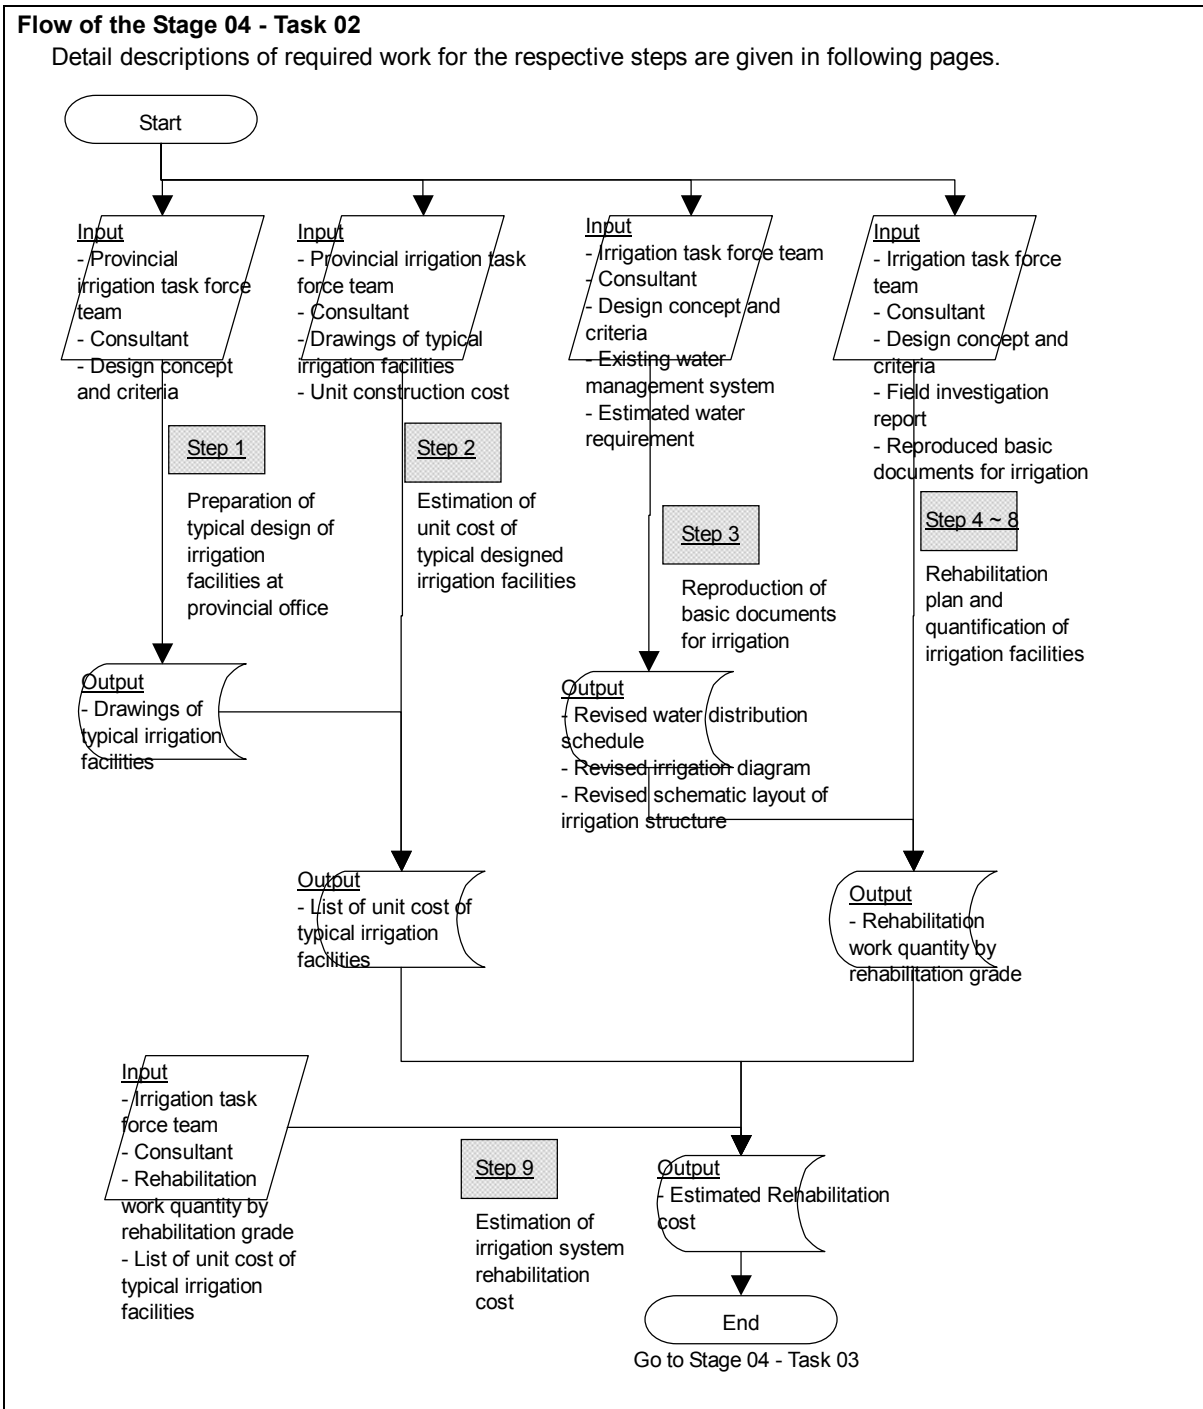 Flow of the Stage 04 - Task 02
Detail descriptions of required work for the respective steps are given in following pages.
Start
Input
- Provincial
irrigation task force
team
- Consultant
- Design concept
and criteria
Input
- Provincial irrigation task
force team
- Consultant
- Drawings of typical
irrigation facilities
- Unit construction cost
Input
- Irrigation task force team
- Consultant
- Design concept and
criteria
- Existing water
management system
- Estimated water
requirement
Input
- Irrigation task force
team
- Consultant
- Design concept and
criteria
- Field investigation
report
- Reproduced basic
documents for irrigation
Step 1
Preparation of
typical design of
irrigation
facilities at
provincial office
Step 2
Estimation of
unit cost of
typical designed
irrigation facilities
Step 3
Reproduction of
basic documents
for irrigation
Step 4 ~ 8
Rehabilitation
plan and
quantification of
irrigation facilities
Output
- Drawings of
typical irrigation
facilities
Output
- Revised water distribution
schedule
- Revised irrigation diagram
- Revised schematic layout of
irrigation structure
Output
- List of unit cost of
typical irrigation
facilities
Output
- Rehabilitation
work quantity by
rehabilitation grade
Input
- Irrigation task
force team
- Consultant
- Rehabilitation
work quantity by
rehabilitation grade
- List of unit cost of
typical irrigation
facilities
Step 9
Estimation of
irrigation system
rehabilitation
cost
Output
- Estimated Rehabilitation
cost
End
Go to Stage 04 - Task 03